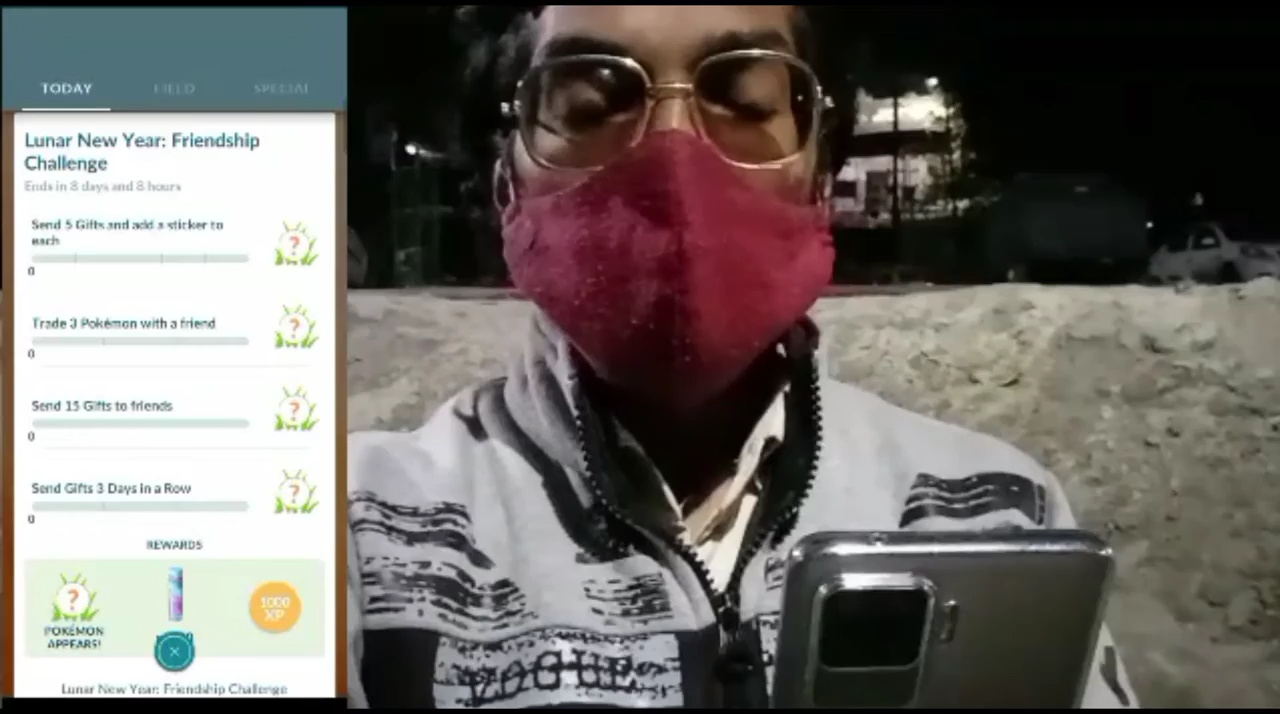 TODAY
FIELD
SPECIAL
Lunar New Year: Friendship
Challenge
Ends in 8 days and 8 hours
Send 5 Gifts and add a sticker to
each
0
Trade 3 Pokémon with a friend
0
Send 15 Gifts to friends
0
Send Gifts 3 Days in a Row
0
REWARDS
?
?
?
?
?
POKÉMON
APPEARS!
1000
XP
Lunar New Year: Friendship Challenge
VOGUE